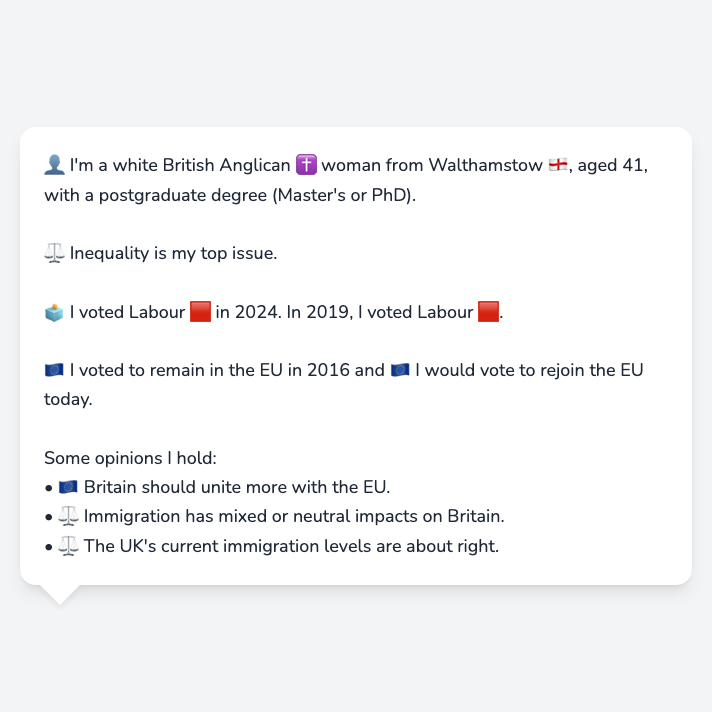 👤 I'm a white British Anglican ✝️ woman from Walthamstow 🏴󠁧󠁢󠁥󠁮󠁧󠁿, aged 41,
with a postgraduate degree (Master's or PhD).
⚖️ Inequality is my top issue.
🗳️ I voted Labour 🟥 in 2024. In 2019, I voted Labour 🟥.
🇪🇺 I voted to remain in the EU in 2016 and 🇪🇺 I would vote to rejoin the EU
today.
Some opinions I hold:
• 🇪🇺 Britain should unite more with the EU.
• ⚖️ Immigration has mixed or neutral impacts on Britain.
• ⚖️ The UK's current immigration levels are about right.